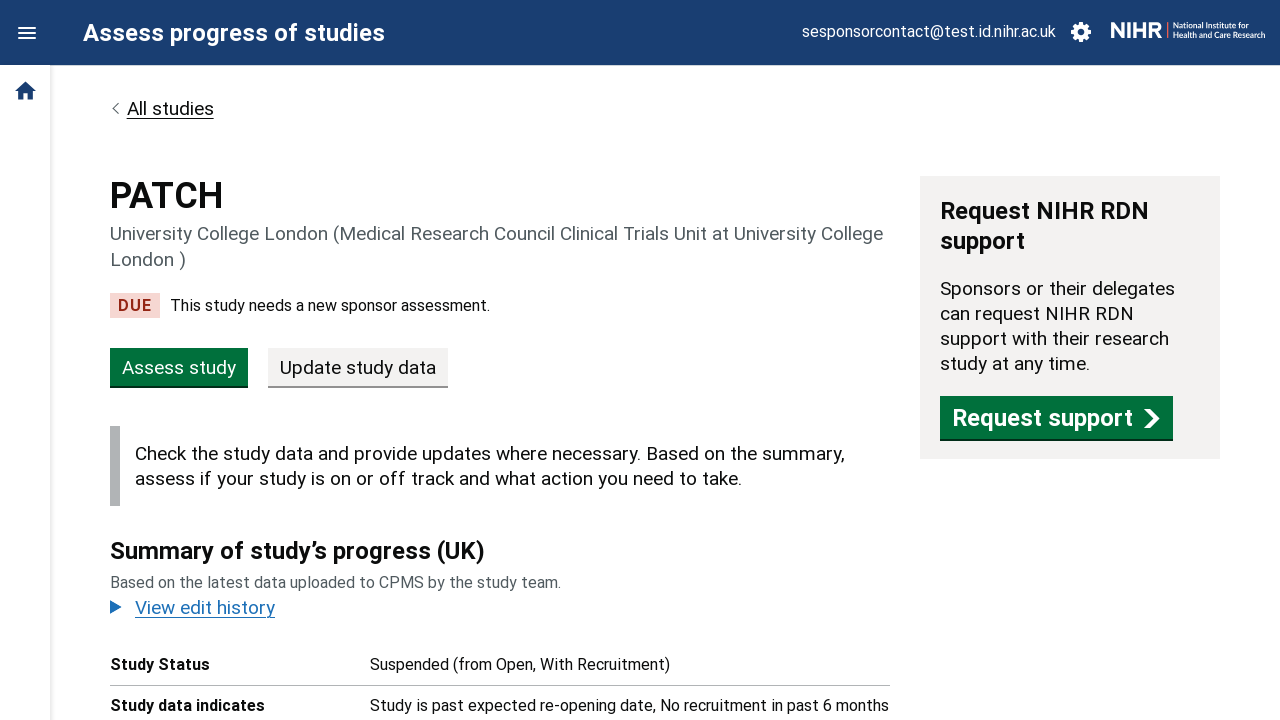 Assess progress of studies
sesponsorcontact@test.id.nihr.ac.uk
NIHR
National Institute for
Health and Care Research
All studies
PATCH
University College London (Medical Research Council Clinical Trials Unit at University College
London )
DUE This study needs a new sponsor assessment.
Assess study
Update study data
Check the study data and provide updates where necessary. Based on the summary,
assess if your study is on or off track and what action you need to take.
Summary of study’s progress (UK)
Based on the latest data uploaded to CPMS by the study team.
View edit history
Study Status Suspended (from Open, With Recruitment)
Study data indicates Study is past expected re-opening date, No recruitment in past 6 months
Request NIHR RDN
support
Sponsors or their delegates
can request NIHR RDN
support with their research
study at any time.
Request support